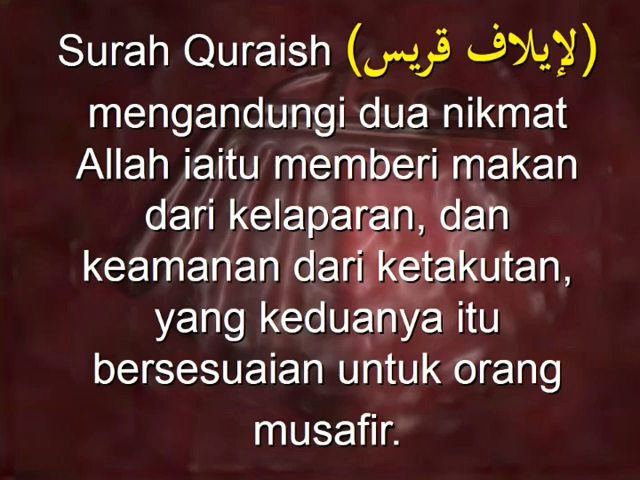 Surah Quraish (لإيلاف قريس)
mengandungi dua nikmat
Allah iaitu memberi makan
dari kelaparan, dan
keamanan dari ketakutan,
yang keduanya itu
bersesuaian untuk orang
musafir.